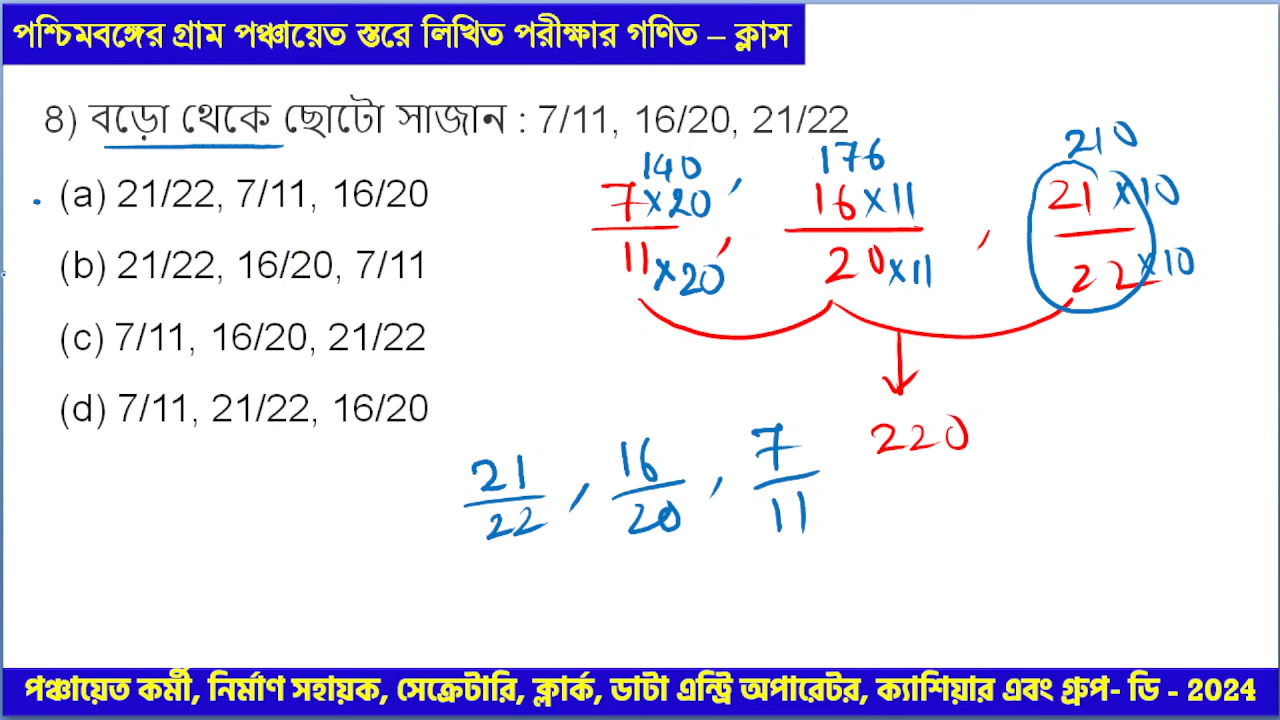 পশ্চিমবঙ্গের গ্রাম পঞ্চায়েত স্তরে লিখিত পরীক্ষার গণিত – ক্লাস
8) বড়ো থেকে ছোটো সাজান : 7/11, 16/20, 21/22
(a) 21/22, 7/11, 16/20
(b) 21/22, 16/20, 7/11
(c) 7/11, 16/20, 21/22
(d) 7/11, 21/22, 16/20
140, 176 210
7×20 16×11 21×10
11×20, 20×11 , 22×10
220
21/22, 16/20, 7/11
পঞ্চায়েত কর্মী, নির্মাণ সহায়ক, সেক্রেটারি, ক্লার্ক, ডাটা এন্ট্রি অপারেটর, ক্যাশিয়ার এবং গ্রুপ- ডি - 2024